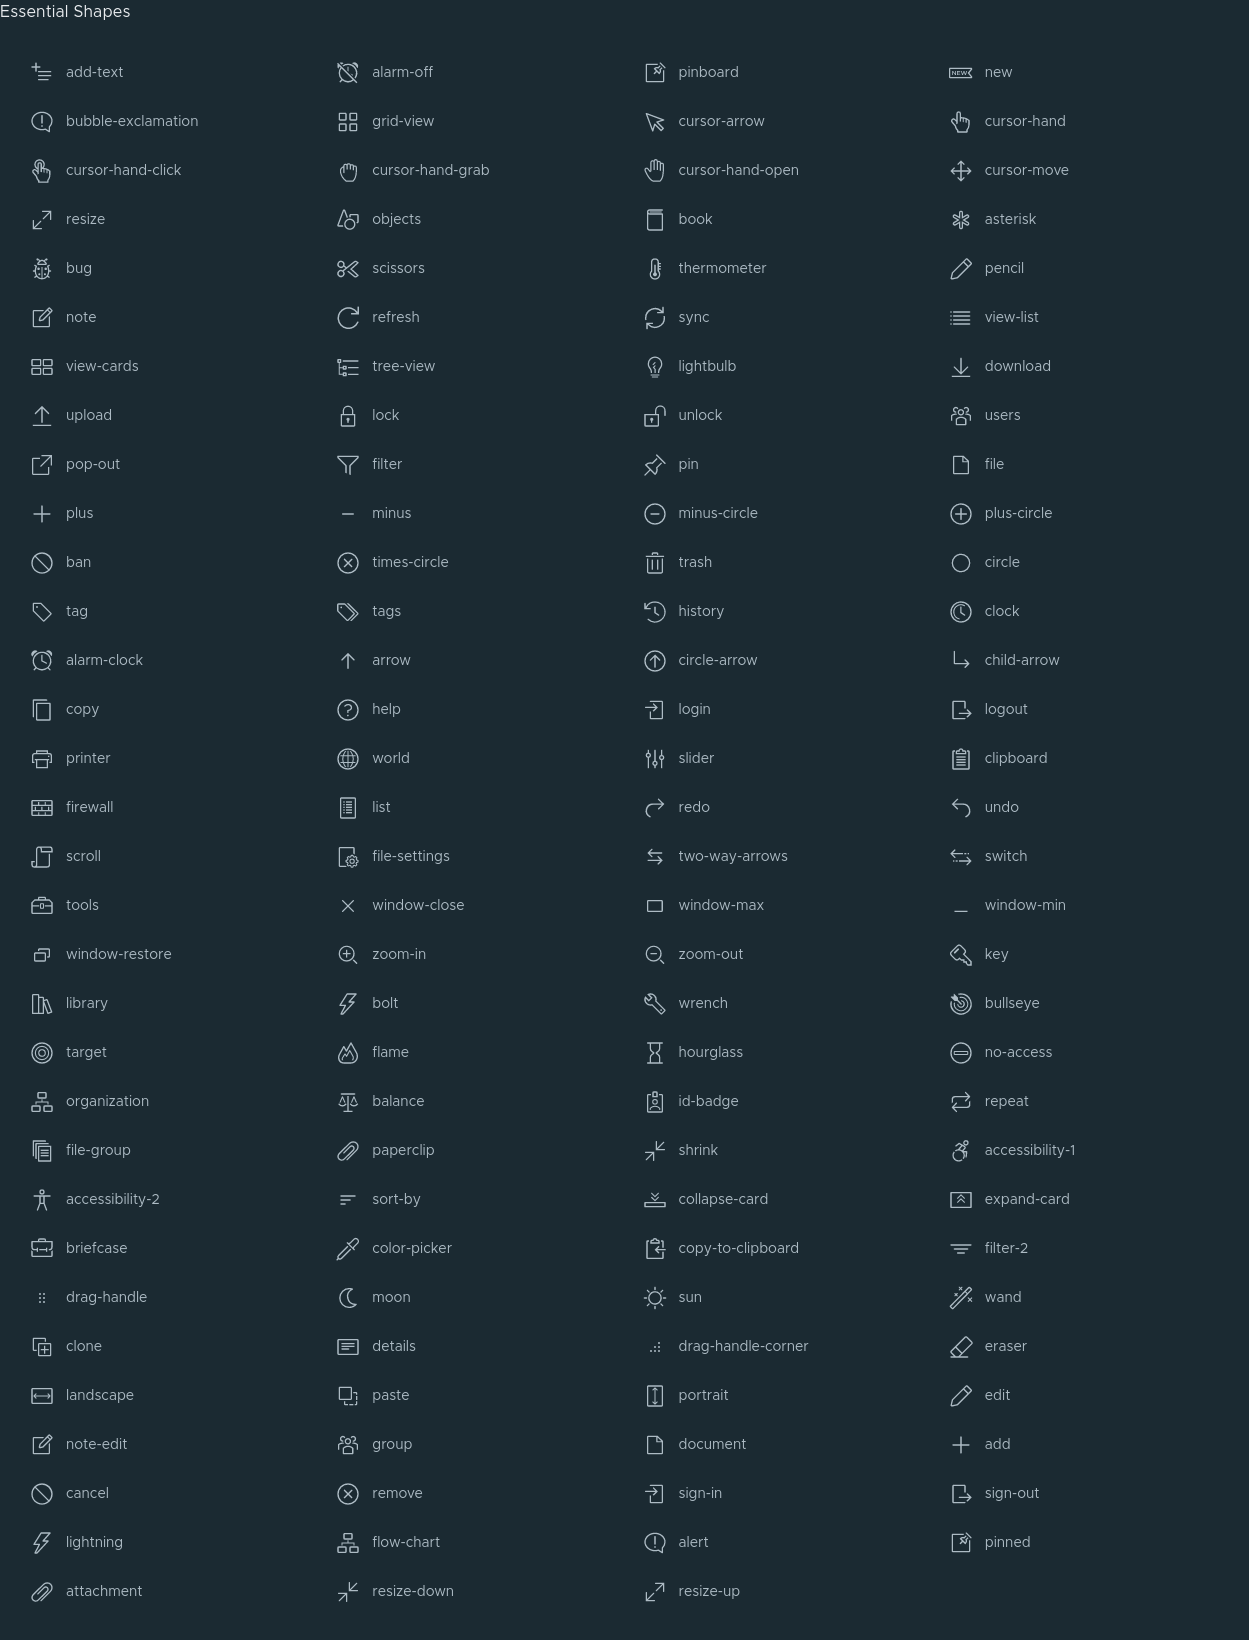 Essential Shapes
add-text alarm-off pinboard NEW new
bubble-exclamation grid-view cursor-arrow cursor-hand
cursor-hand-click cursor-hand-grab cursor-hand-open cursor-move
resize objects book asterisk
bug scissors thermometer pencil
note refresh sync view-list
view-cards tree-view lightbulb download
upload lock unlock users
pop-out filter pin file
plus minus minus-circle plus-circle
ban times-circle trash circle
tag tags history clock
alarm-clock arrow circle-arrow child-arrow
copy help login logout
printer world slider clipboard
firewall list redo undo
scroll file-settings two-way-arrows switch
tools window-close window-max window-min
window-restore zoom-in zoom-out key
library bolt wrench bullseye
target flame hourglass no-access
organization balance id-badge repeat
file-group paperclip shrink accessibility-1
accessibility-2 sort-by collapse-card expand-card
briefcase color-picker copy-to-clipboard filter-2
drag-handle moon sun wand
clone details drag-handle-corner eraser
landscape paste portrait edit
note-edit group document add
cancel remove sign-in sign-out
lightning flow-chart alert pinned
attachment resize-down resize-up